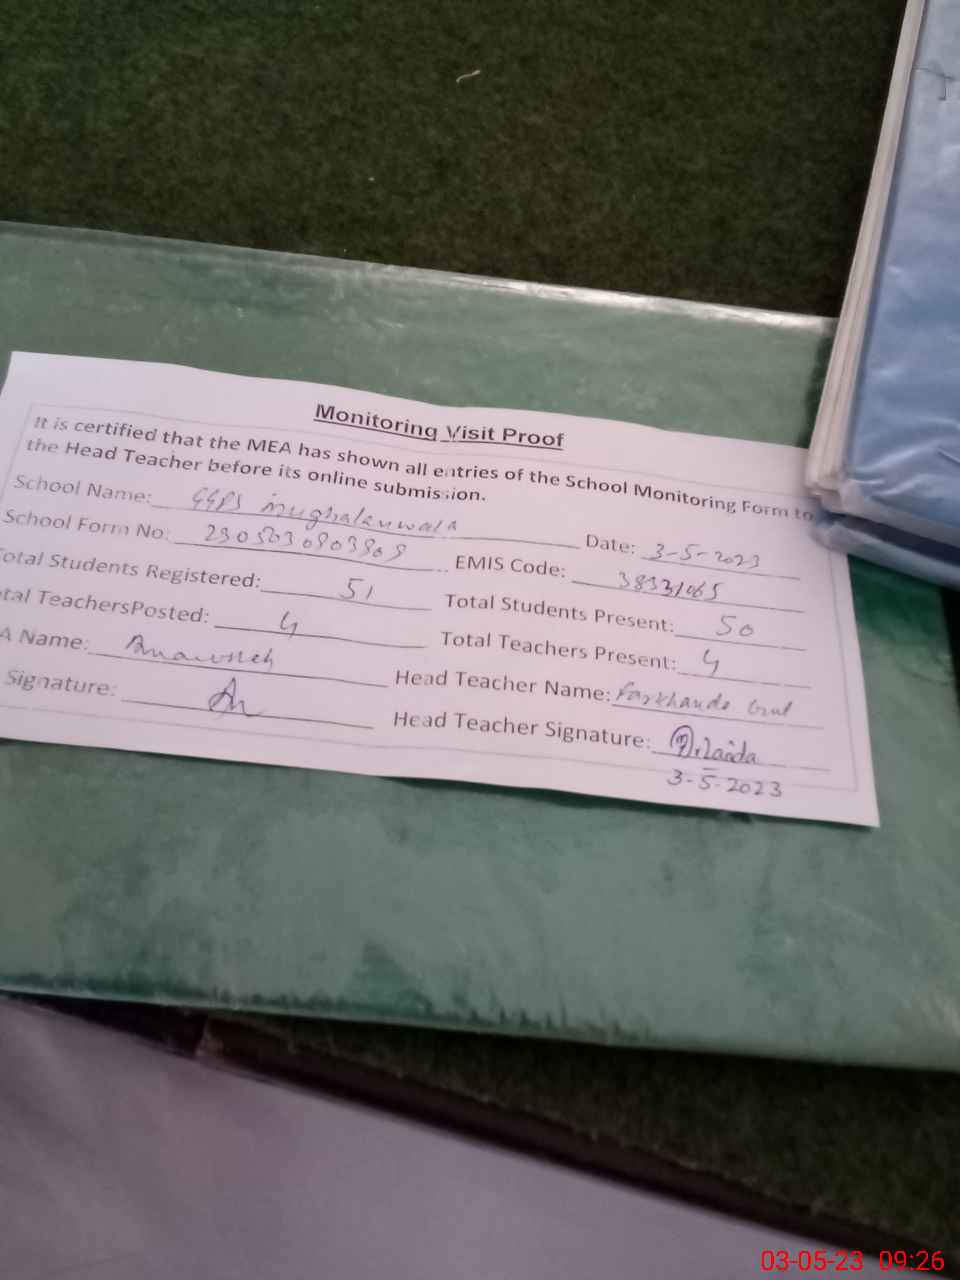 Monitoring Visit Proof
It is certified that the MEA has shown all entries of the School Monitoring Form to
the Head Teacher before its online submission.
School Name: GGPS Mughalanwala Date: 3-5-2023
School Form No: EMIS Code: 38331065
otal Students Registered: 51 Total Students Present: 50
tal TeachersPosted: 4 Total Teachers Present: 4
A Name: Head Teacher Name: Farkhanda Gul
Signature: Head Teacher Signature:
3-5-2023
03-05-23 09:26